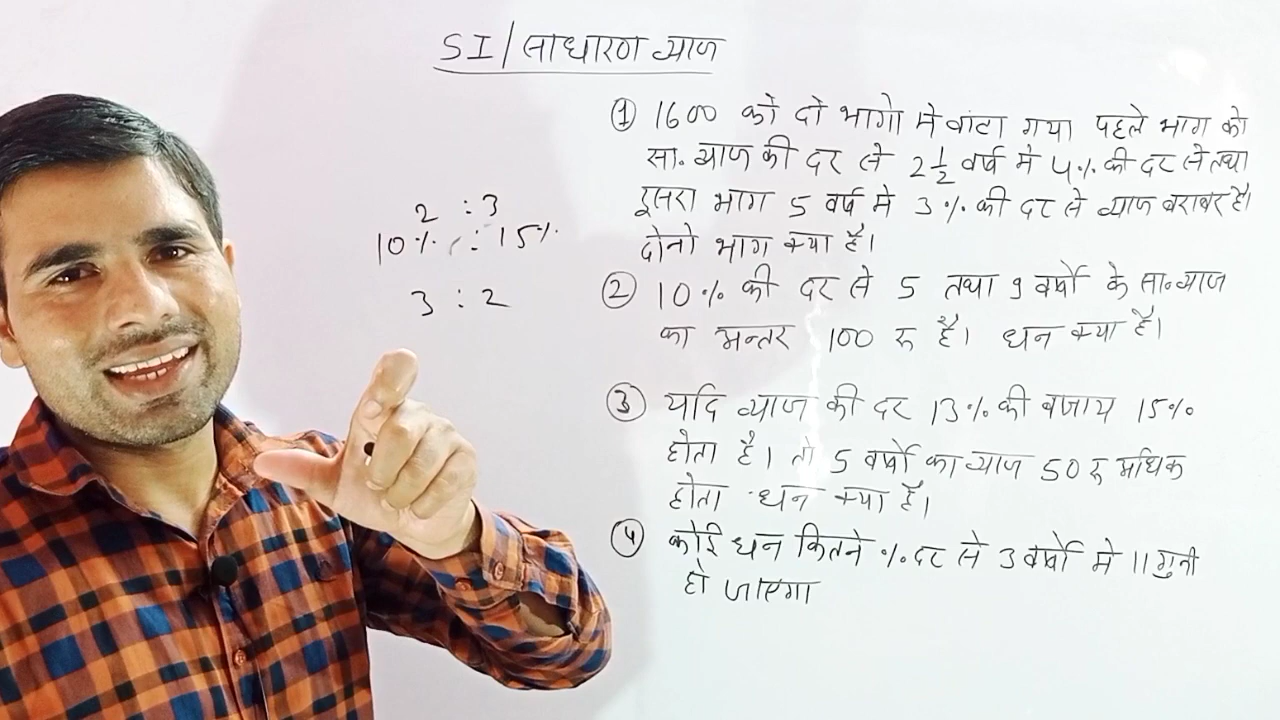 SI/साधारण ब्याज
2 : 3
10% : 15%
3 : 2
① 1600 को दो भागो मे बांटा गया पहले भाग को
सा. ब्याज की दर से 2 1/2 वर्ष मे 4% की दर से तथा
दूसरा भाग 5 वर्ष मे 3% की दर से ब्याज बराबर है।
दोनो भाग क्या है।
② 10% की दर से 5 तथा 9 वर्षो के सा॰ ब्याज
का अन्तर 100 रु है। धन क्या है।
③ यदि ब्याज की दर 13% की बजाय 15%
होता है। तो 5 वर्षो का ब्याज 50 रु अधिक
होता धन क्या है।
④ कोई धन कितने % दर से 3 वर्षो मे 11 गुनी
हो जाएगा